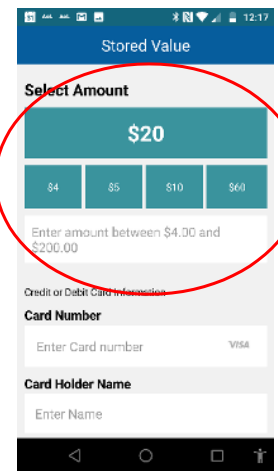 31 12:17
Stored Value
Select Amount
$20
$4 $5 $10 $60
Enter amount between $4.00 and
$200.00
Credit or Debit Card Information
Card Number
Enter Card number VISA
Card Holder Name
Enter Name